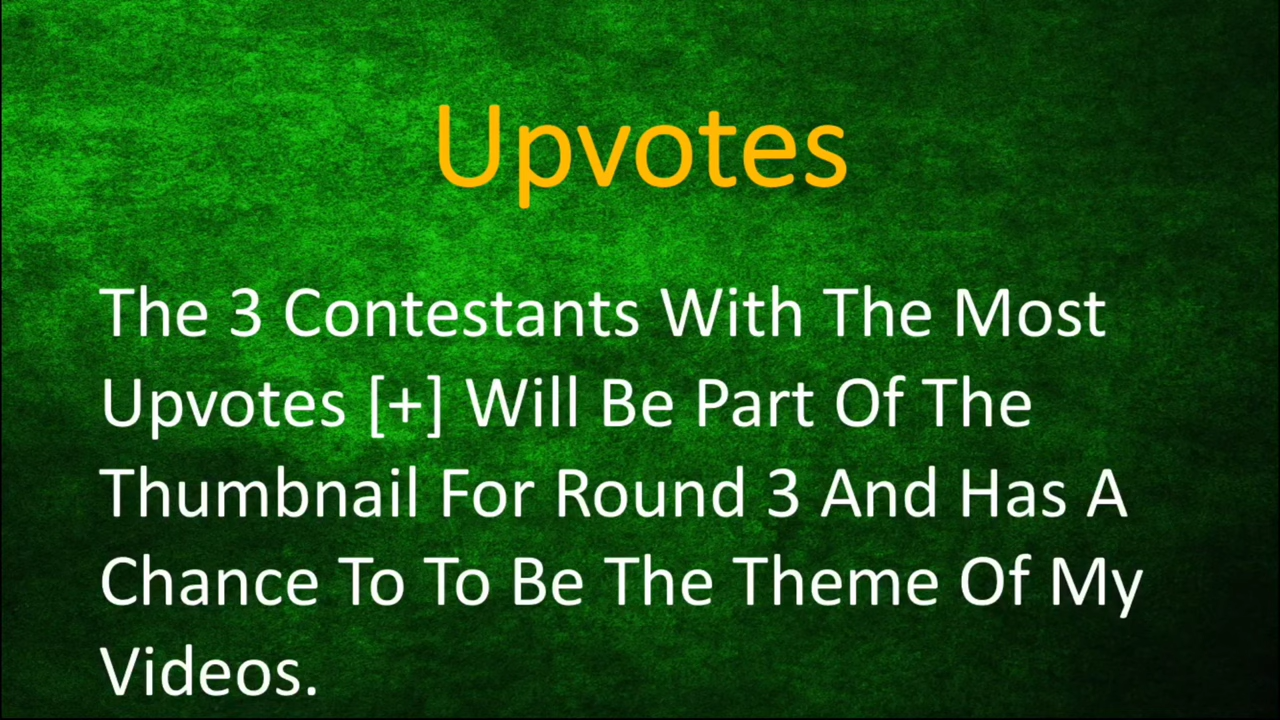 Upvotes
The 3 Contestants With The Most
Upvotes [+] Will Be Part Of The
Thumbnail For Round 3 And Has A
Chance To To Be The Theme Of My
Videos.